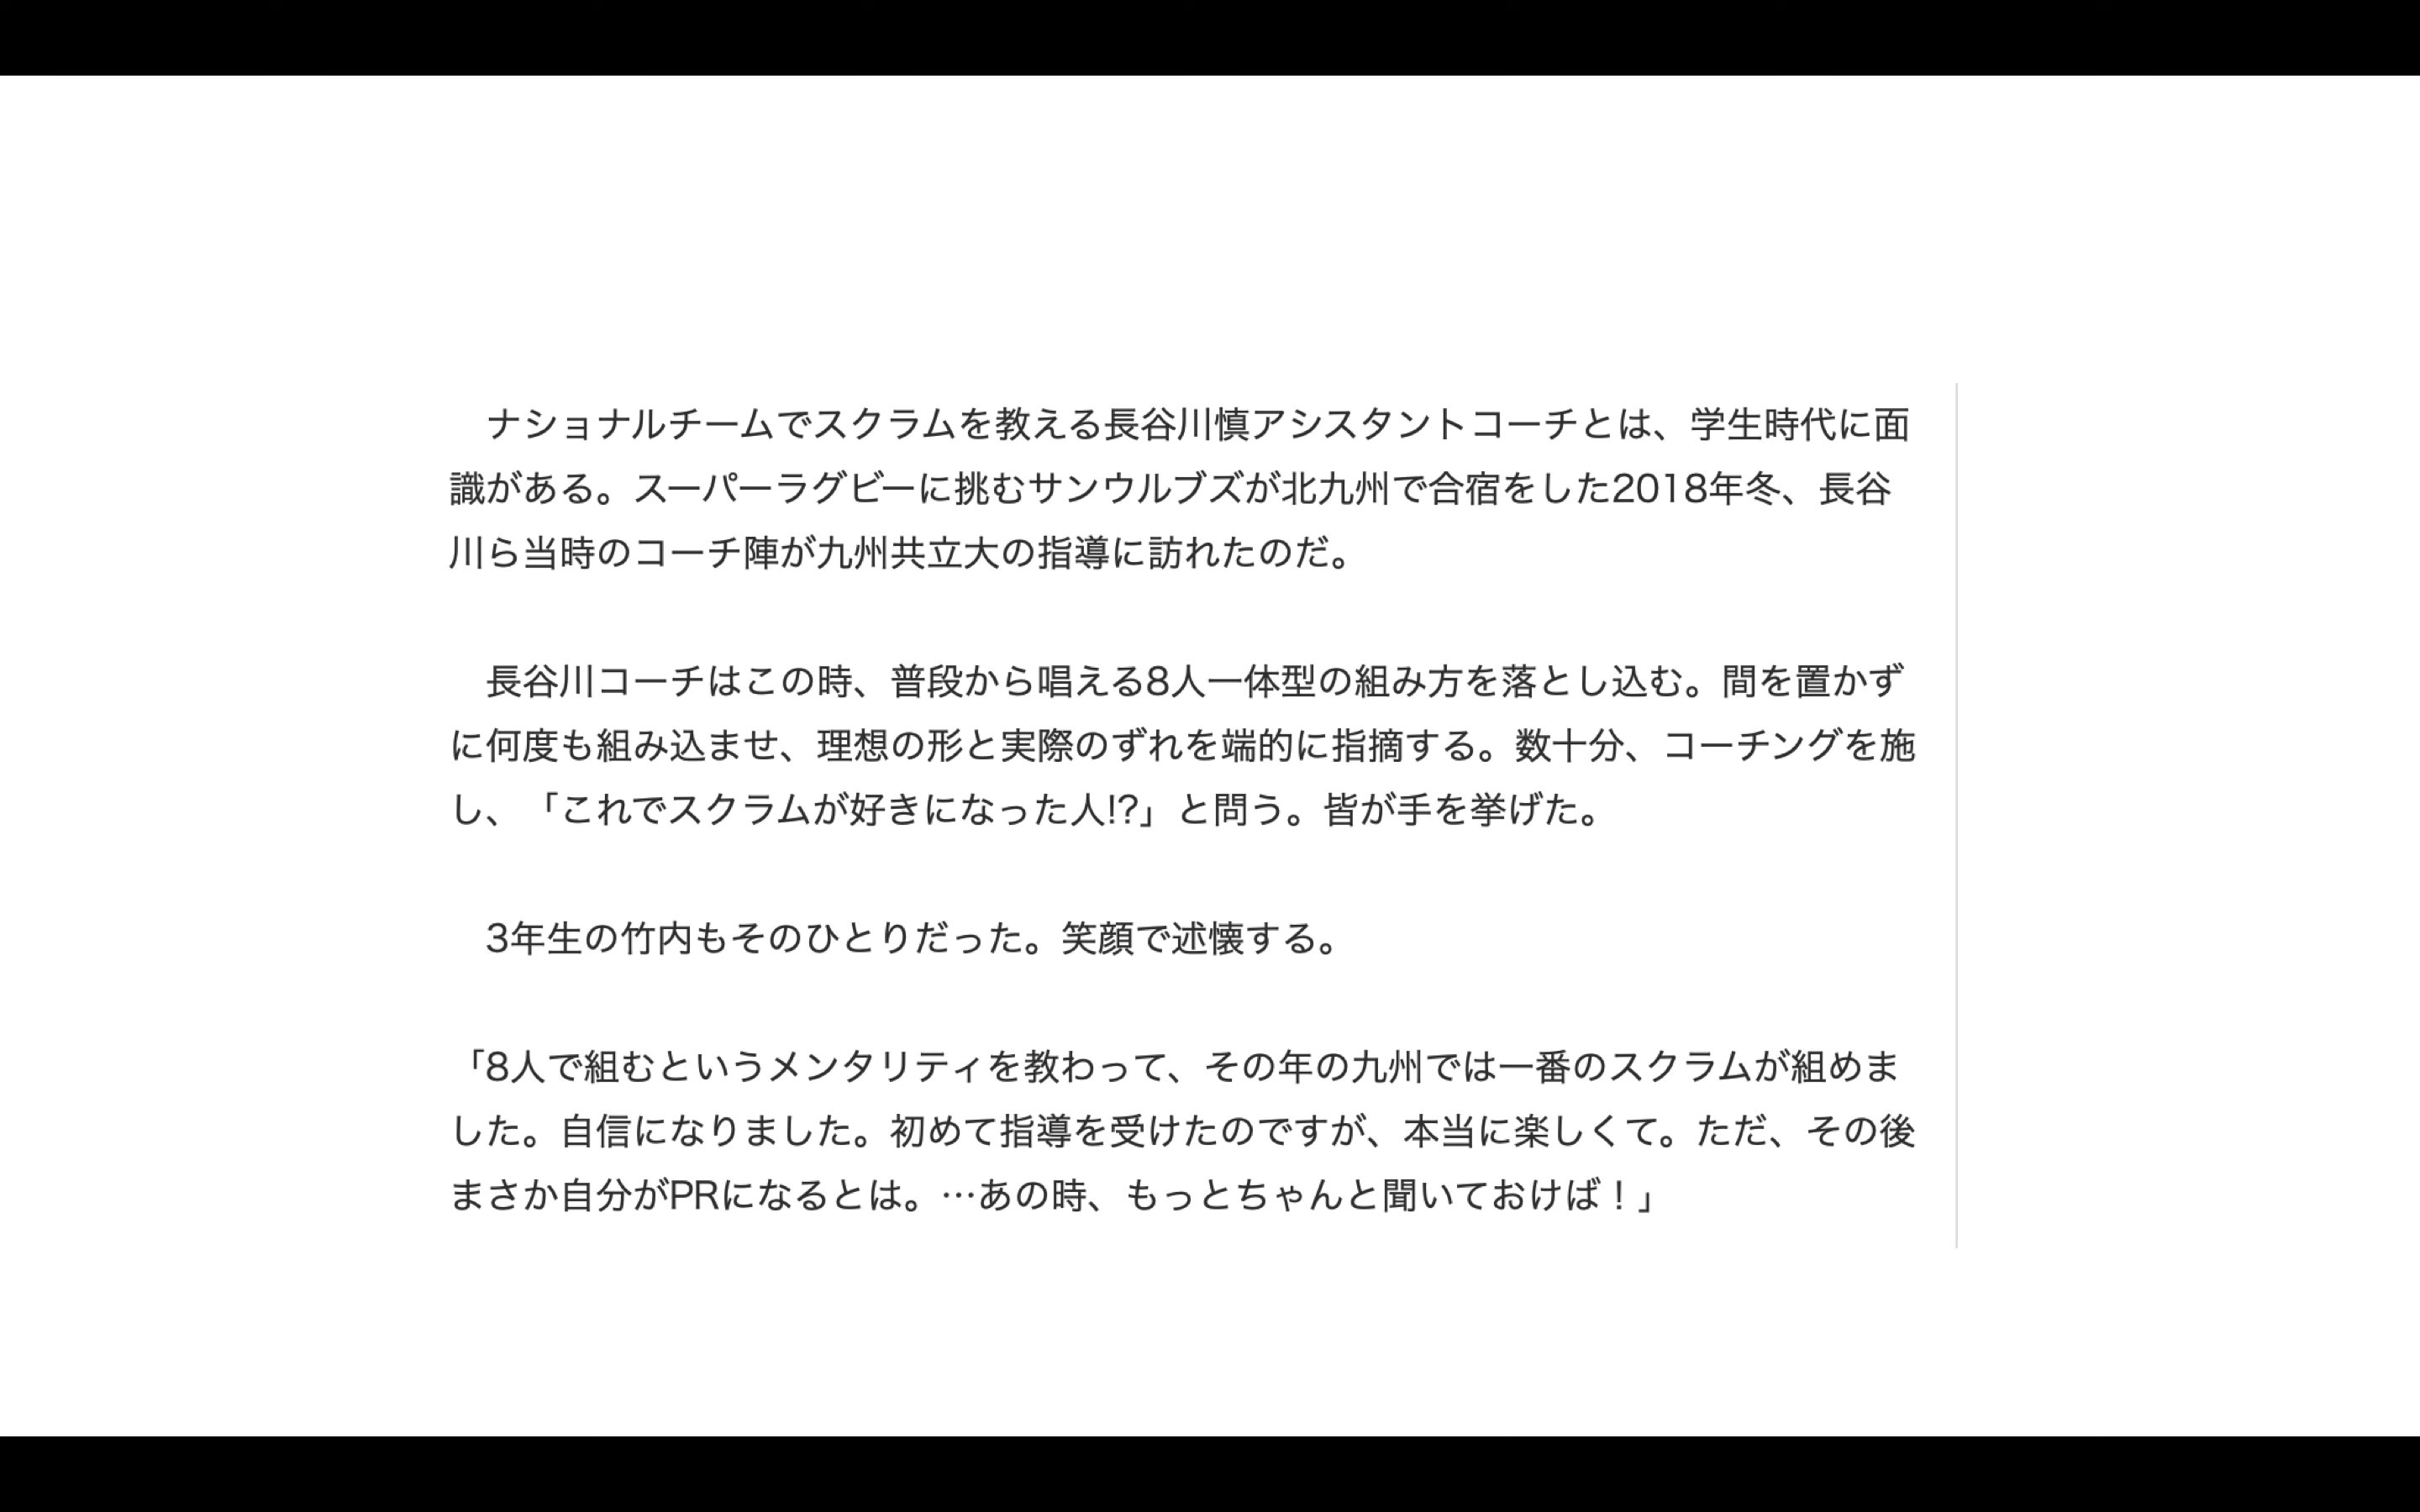 ナショナルチームでスクラムを教える長谷川慎アシスタントコーチとは、学生時代に面
識がある。スーパーラグビーに挑むサンウルブズが北九州で合宿をした2018年冬、長谷
川ら当時のコーチ陣が九州共立大の指導に訪れたのだ。
長谷川コーチはこの時、普段から唱える8人一体型の組み方を落とし込む。間を置かず
に何度も組み込ませ、理想の形と実際のずれを端的に指摘する。数十分、コーチングを施
し、「これでスクラムが好きになった人!?」と問う。皆が手を挙げた。
3年生の竹内もそのひとりだった。笑顔で述懐する。
「8人で組むというメンタリティを教わって、その年の九州では一番のスクラムが組めま
した。自信になりました。初めて指導を受けたのですが、本当に楽しくて。ただ、その後
まさか自分がPRになるとは。…あの時、もっとちゃんと聞いておけば！」